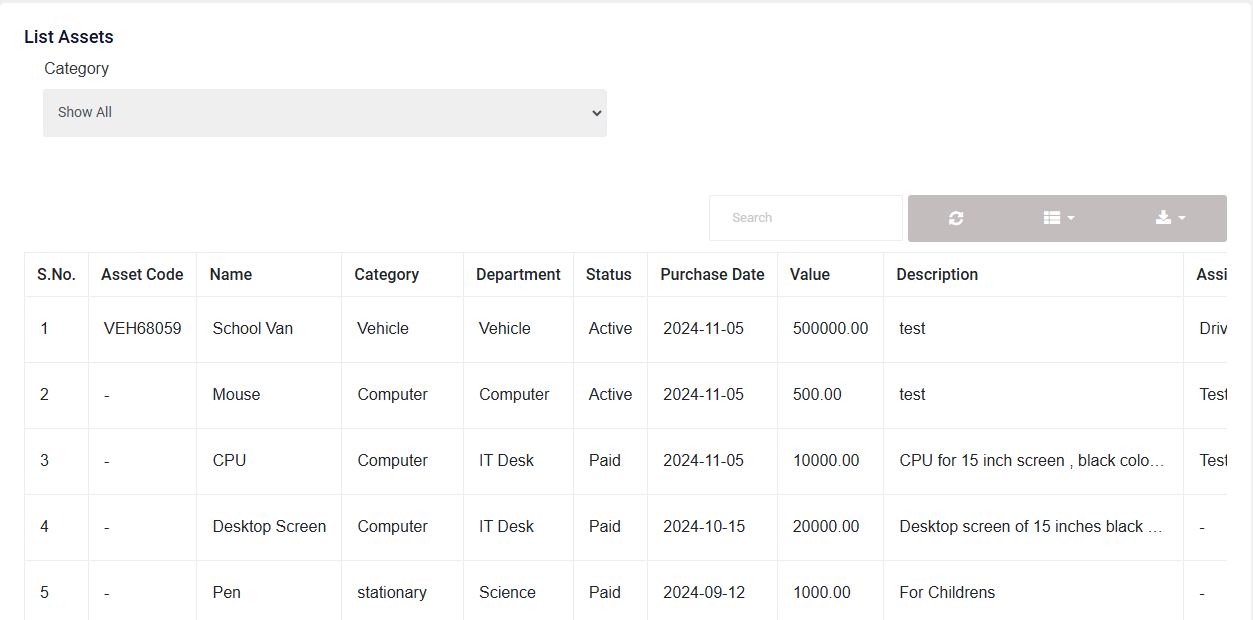 List Assets
Category
Show All
Search
S.No. Asset Code Name Category Department Status Purchase Date Value Description Assi
1 VEH68059 School Van Vehicle Vehicle Active 2024-11-05 500000.00 test Driv
2 - Mouse Computer Computer Active 2024-11-05 500.00 test Test
3 - CPU Computer IT Desk Paid 2024-11-05 10000.00 CPU for 15 inch screen , black colo... Test
4 - Desktop Screen Computer IT Desk Paid 2024-10-15 20000.00 Desktop screen of 15 inches black ... -
5 - Pen stationary Science Paid 2024-09-12 1000.00 For Childrens -